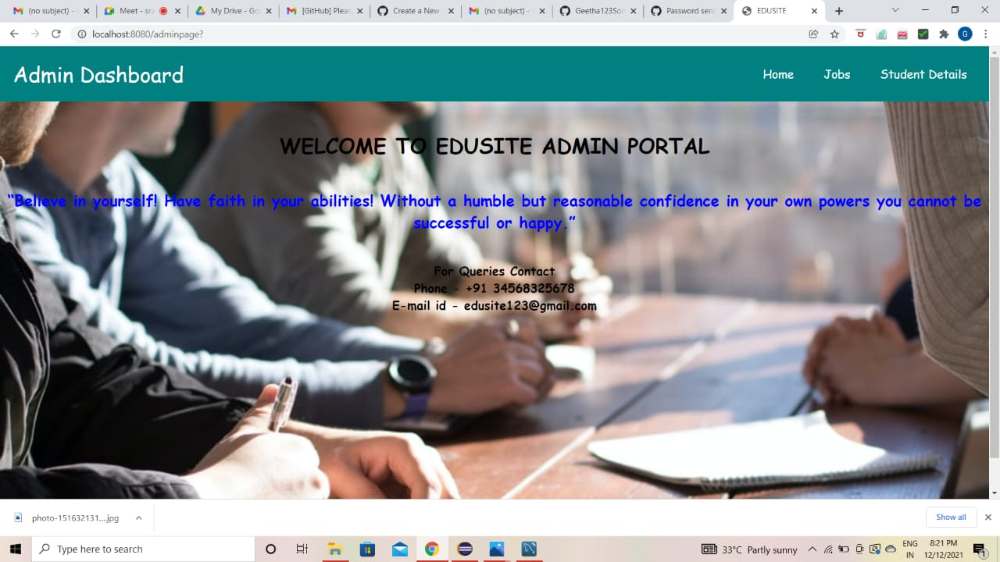 (no subject) -
Meet - sra
My Drive - Go
[GitHub] Pleas
Create a New
(no subject) -
Geetha123Son
Password sent
EDUSITE
localhost:8080/adminpage?
G
Admin Dashboard
Home
Jobs
Student Details
WELCOME TO EDUSITE ADMIN PORTAL
“Believe in yourself! Have faith in your abilities! Without a humble but reasonable confidence in your own powers you cannot be
successful or happy.”
For Queries Contact
Phone - +91 34568325678
E-mail id - edusite123@gmail.com
photo-151632131....jpg
Show all
Type here to search
33°C Partly sunny
ENG
IN
8:21 PM
12/12/2021
1